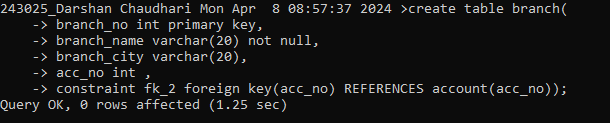 243025_Darshan Chaudhari Mon Apr  8 08:57:37 2024 >create table branch(
    -> branch_no int primary key,
    -> branch_name varchar(20) not null,
    -> branch_city varchar(20),
    -> acc_no int ,
    -> constraint fk_2 foreign key(acc_no) REFERENCES account(acc_no));
Query OK, 0 rows affected (1.25 sec)